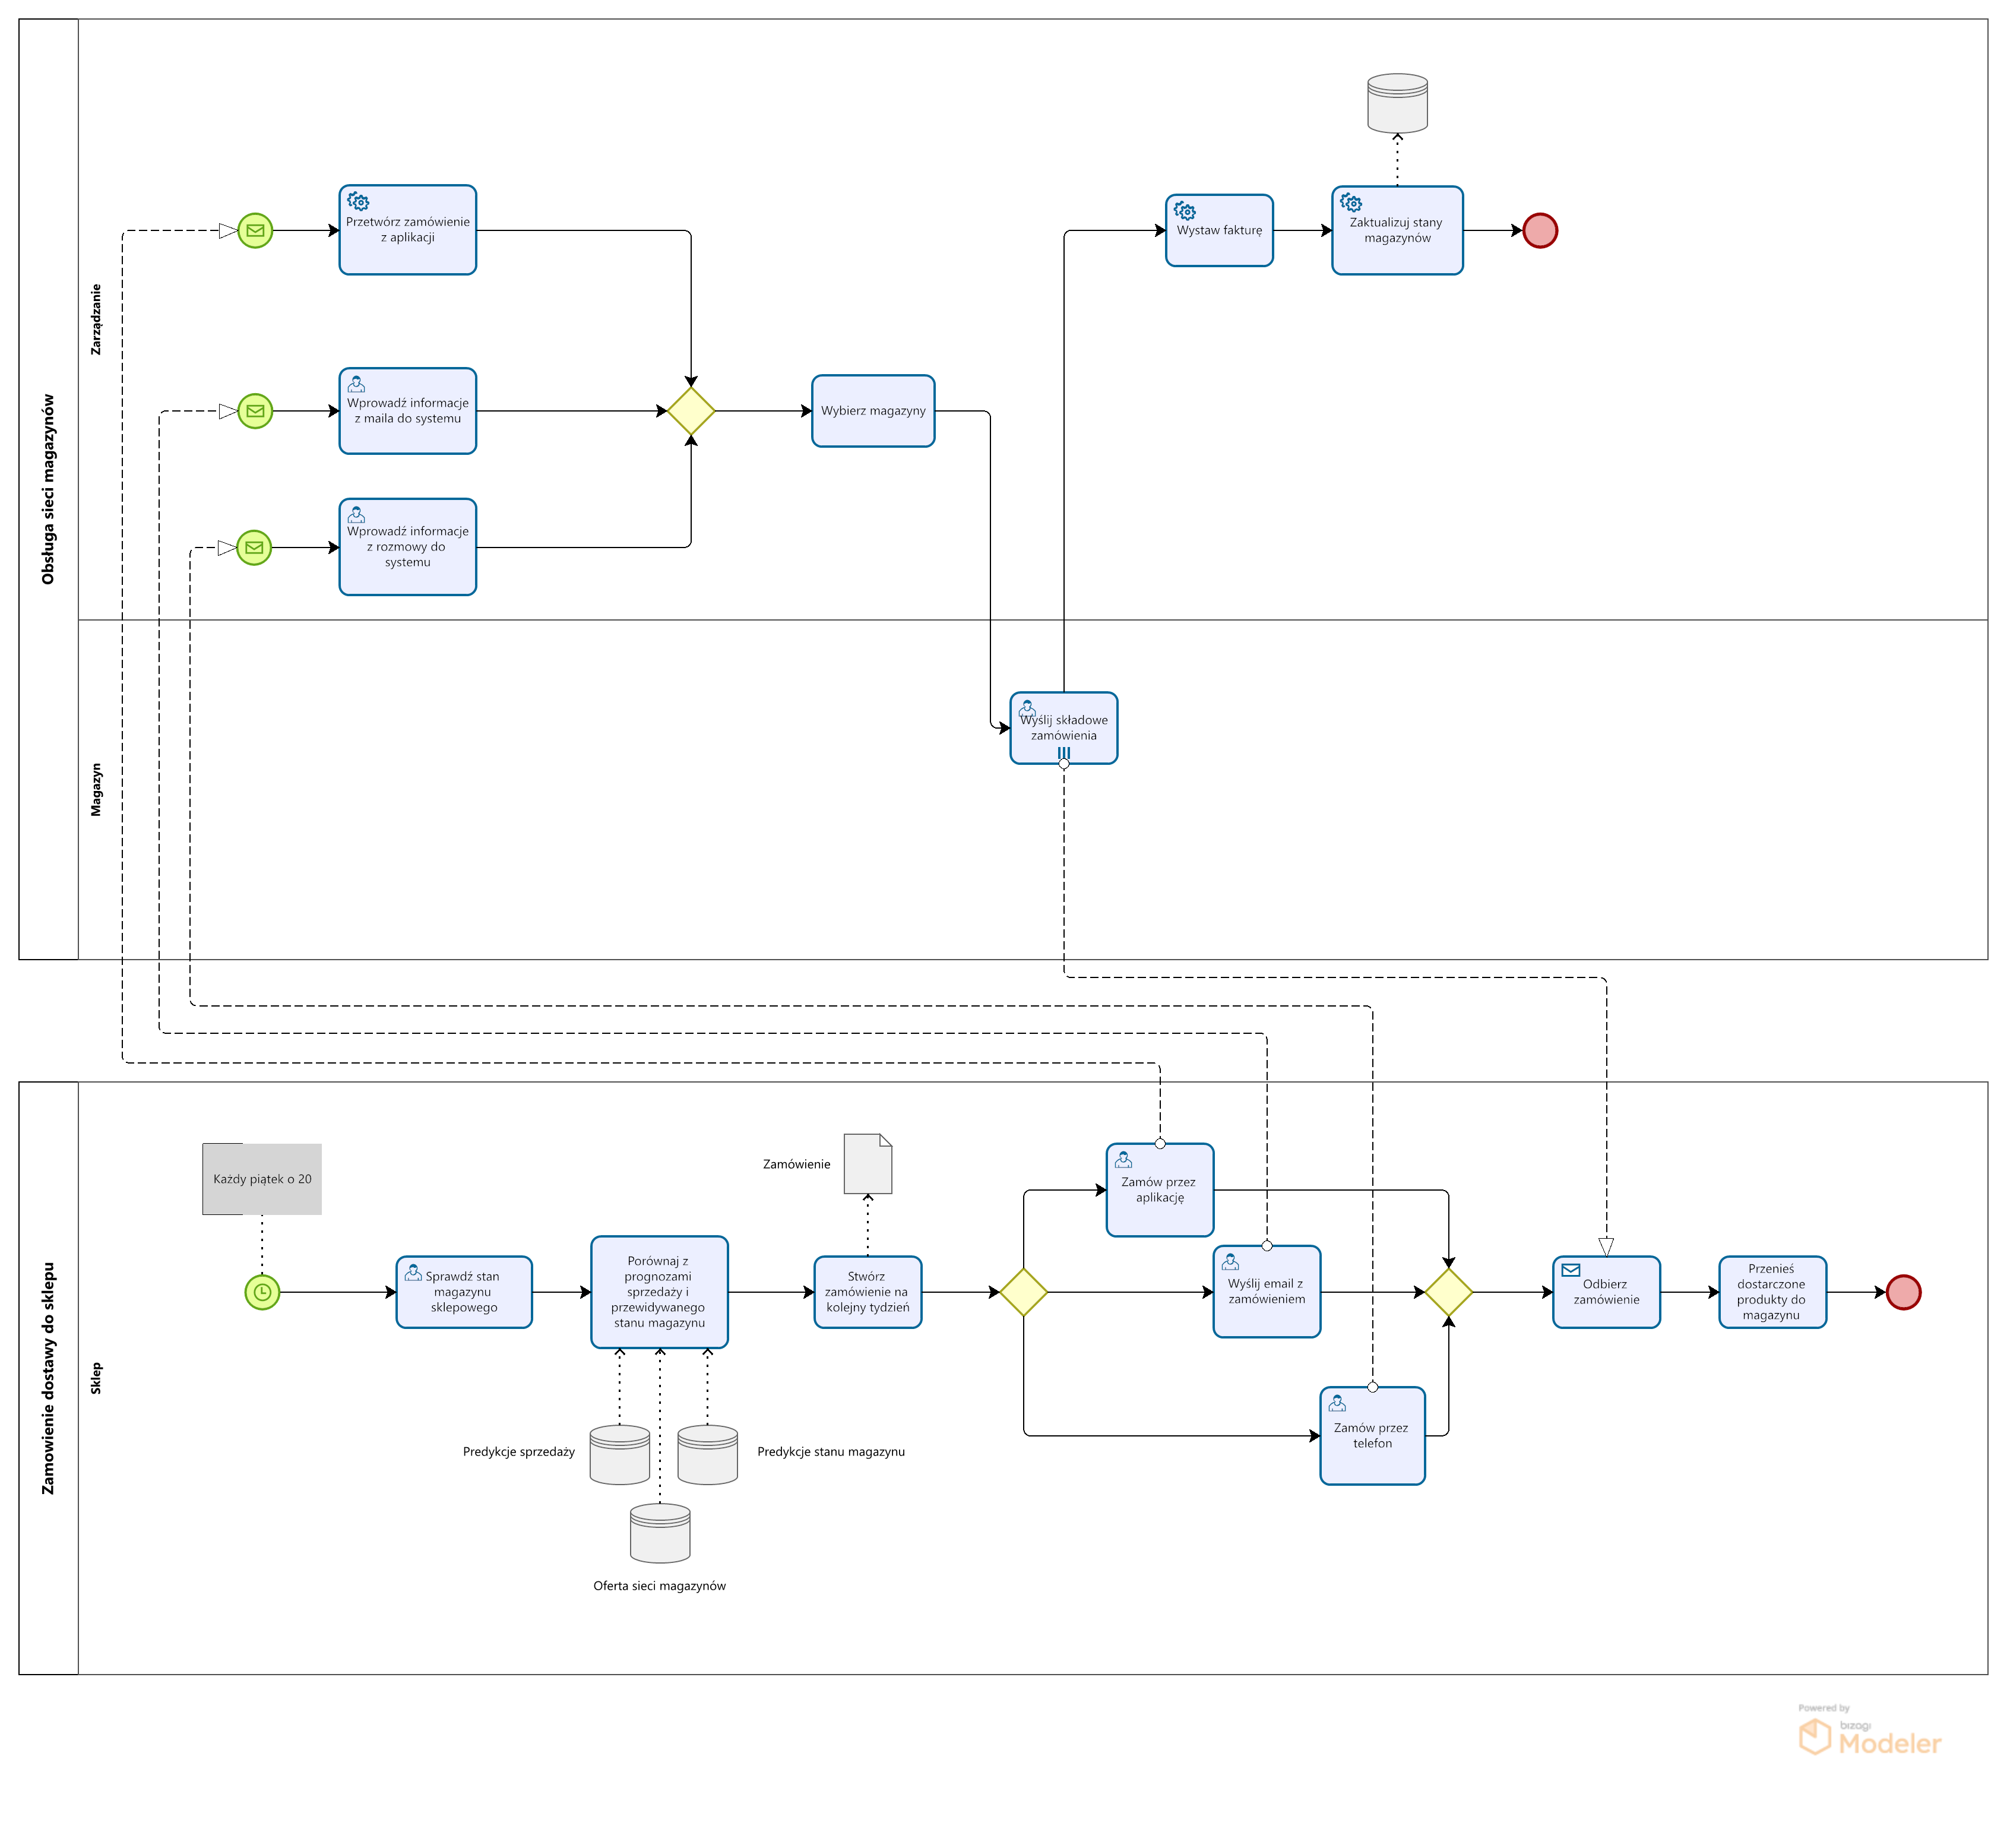 Obsługa sieci magazynów
Zarządzanie
Przetwórz zamówienie
z aplikacji
Wystaw fakturę
Zaktualizuj stany
magazynów
Wprowadź informacje
z maila do systemu
Wybierz magazyny
Wprowadź informacje
z rozmowy do
systemu
Magazyn
Wyślij składowe
zamówienia
Zamowienie dostawy do sklepu
Sklep
Każdy piątek o 20
Sprawdź stan
magazynu
sklepowego
Porównaj z
prognozami
sprzedaży i
przewidywanego
stanu magazynu
Zamówienie
Stwórz
zamówienie na
kolejny tydzień
Zamów przez
aplikację
Wyślij email z
zamówieniem
Zamów przez
telefon
Odbierz
zamówienie
Przenieś
dostarczone
produkty do
magazynu
Predykcje sprzedaży
Predykcje stanu magazynu
Oferta sieci magazynów
Powered by
bizagi
Modeler